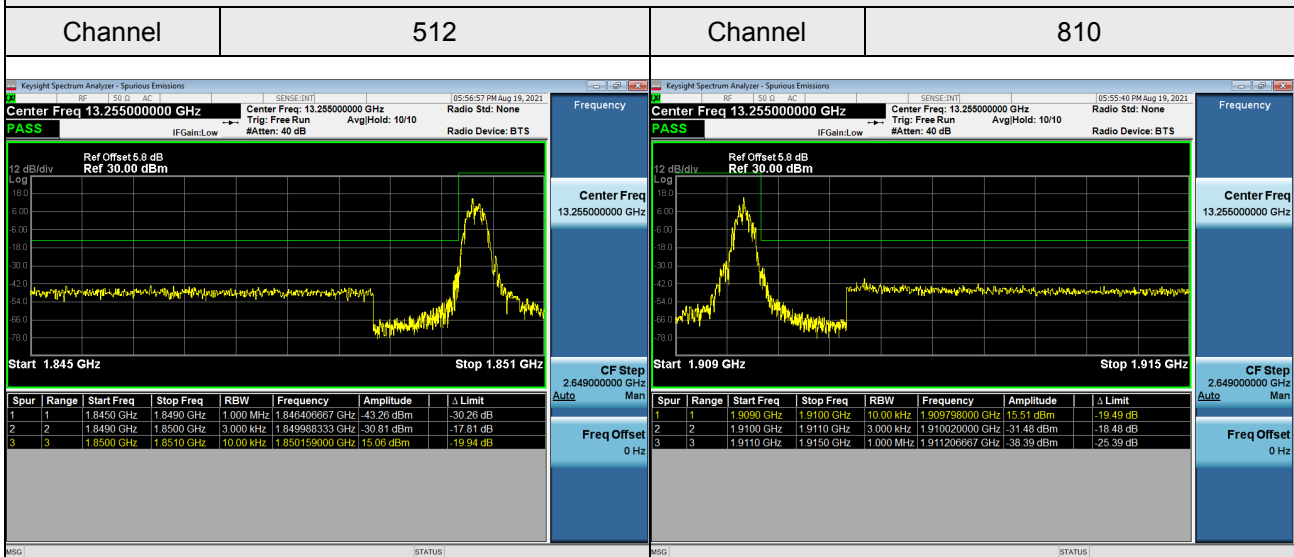 Channel 512 Channel 810
Keysight Spectrum Analyzer - Spurious Emissions
RF 50 Ω AC SENSE:INT 05:56:57 PM Aug 19, 2021
Center Freq 13.255000000 GHz Center Freq: 13.255000000 GHz Radio Std: None Frequency
Trig: Free Run Avg|Hold: 10/10
PASS IFGain:Low #Atten: 40 dB Radio Device: BTS
Ref Offset 5.8 dB
12 dB/div Ref 30.00 dBm
Log
18.0
6.00
-6.00
-18.0
-30.0
-42.0
-54.0
-66.0
-78.0
Start 1.845 GHz Stop 1.851 GHz
Center Freq
13.255000000 GHz
CF Step
2.649000000 GHz
Auto Man
Freq Offset
0 Hz
Spur Range Start Freq Stop Freq RBW Frequency Amplitude Δ Limit
1 1 1.8450 GHz 1.8490 GHz 1.000 MHz 1.846406667 GHz -43.26 dBm -30.26 dB
2 2 1.8490 GHz 1.8500 GHz 3.000 kHz 1.849988333 GHz -30.81 dBm -17.81 dB
3 3 1.8500 GHz 1.8510 GHz 10.00 kHz 1.850159000 GHz 15.06 dBm -19.94 dB
MSG STATUS
Keysight Spectrum Analyzer - Spurious Emissions
RF 50 Ω AC SENSE:INT 05:55:40 PM Aug 19, 2021
Center Freq 13.255000000 GHz Center Freq: 13.255000000 GHz Radio Std: None Frequency
Trig: Free Run Avg|Hold: 10/10
PASS IFGain:Low #Atten: 40 dB Radio Device: BTS
Ref Offset 5.8 dB
12 dB/div Ref 30.00 dBm
Log
18.0
6.00
-6.00
-18.0
-30.0
-42.0
-54.0
-66.0
-78.0
Start 1.909 GHz Stop 1.915 GHz
Center Freq
13.255000000 GHz
CF Step
2.649000000 GHz
Auto Man
Freq Offset
0 Hz
Spur Range Start Freq Stop Freq RBW Frequency Amplitude Δ Limit
1 1 1.9090 GHz 1.9100 GHz 10.00 kHz 1.909798000 GHz 15.51 dBm -19.49 dB
2 2 1.9100 GHz 1.9110 GHz 3.000 kHz 1.910020000 GHz -31.48 dBm -18.48 dB
3 3 1.9110 GHz 1.9150 GHz 1.000 MHz 1.911206667 GHz -38.39 dBm -25.39 dB
MSG STATUS